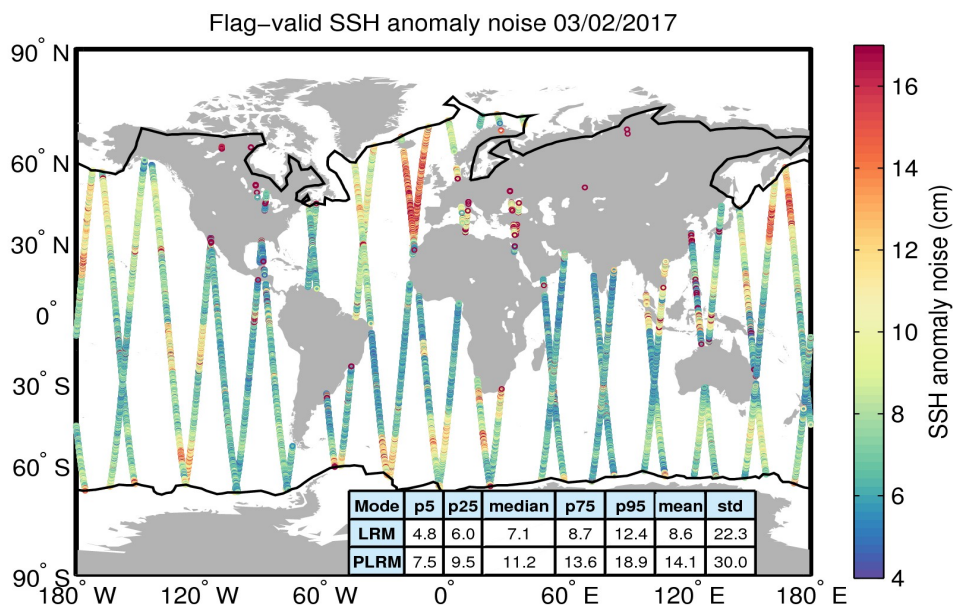 Flag−valid SSH anomaly noise 03/02/2017
90° N
60° N
30° N
0°
30° S
60° S
90° S
180° W
120° W
60° W
0°
60° E
120° E
180° E
Mode p5 p25 median p75 p95 mean std
LRM 4.8 6.0 7.1 8.7 12.4 8.6 22.3
PLRM 7.5 9.5 11.2 13.6 18.9 14.1 30.0
16
14
12
10
8
6
4
SSH anomaly noise (cm)